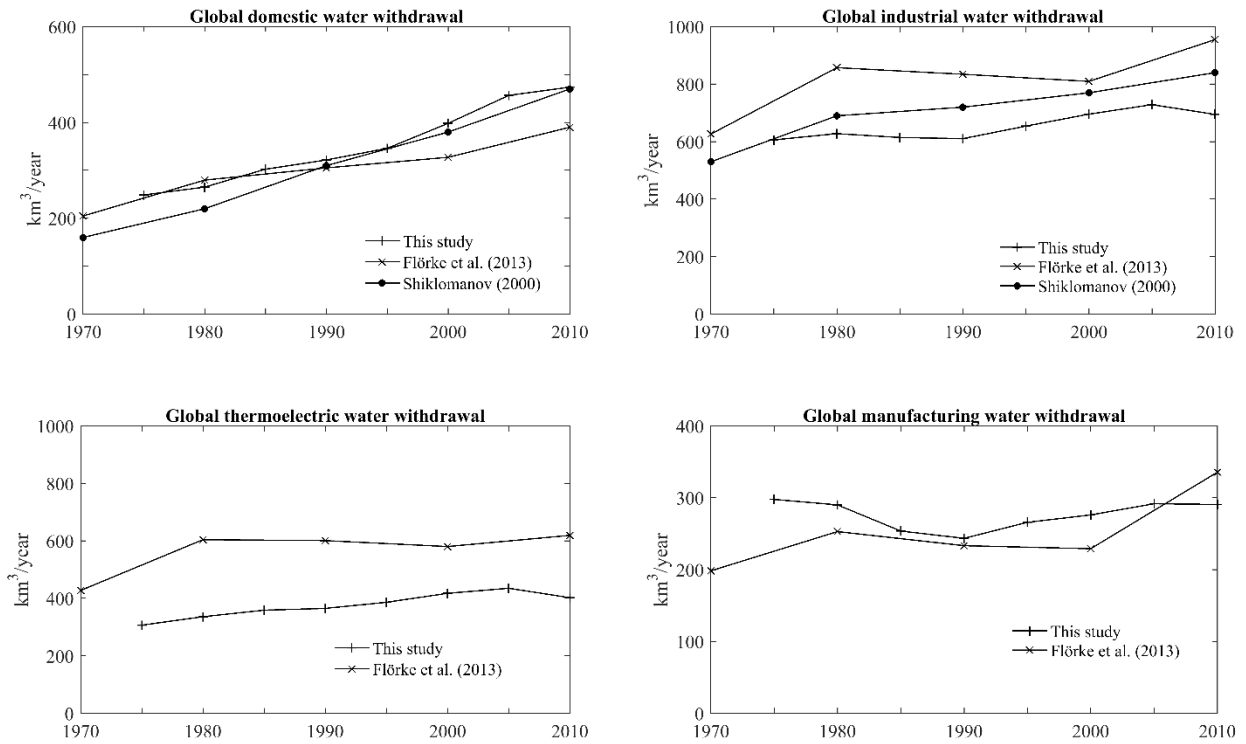 Global domestic water withdrawal
600
400
200
0
km³/year
This study
Flörke et al. (2013)
Shiklomanov (2000)
1970 1980 1990 2000 2010
Global industrial water withdrawal
1000
800
600
400
200
0
km³/year
This study
Flörke et al. (2013)
Shiklomanov (2000)
1970 1980 1990 2000 2010
Global thermoelectric water withdrawal
1000
800
600
400
200
0
km³/year
This study
Flörke et al. (2013)
1970 1980 1990 2000 2010
Global manufacturing water withdrawal
400
300
200
100
0
km³/year
This study
Flörke et al. (2013)
1970 1980 1990 2000 2010